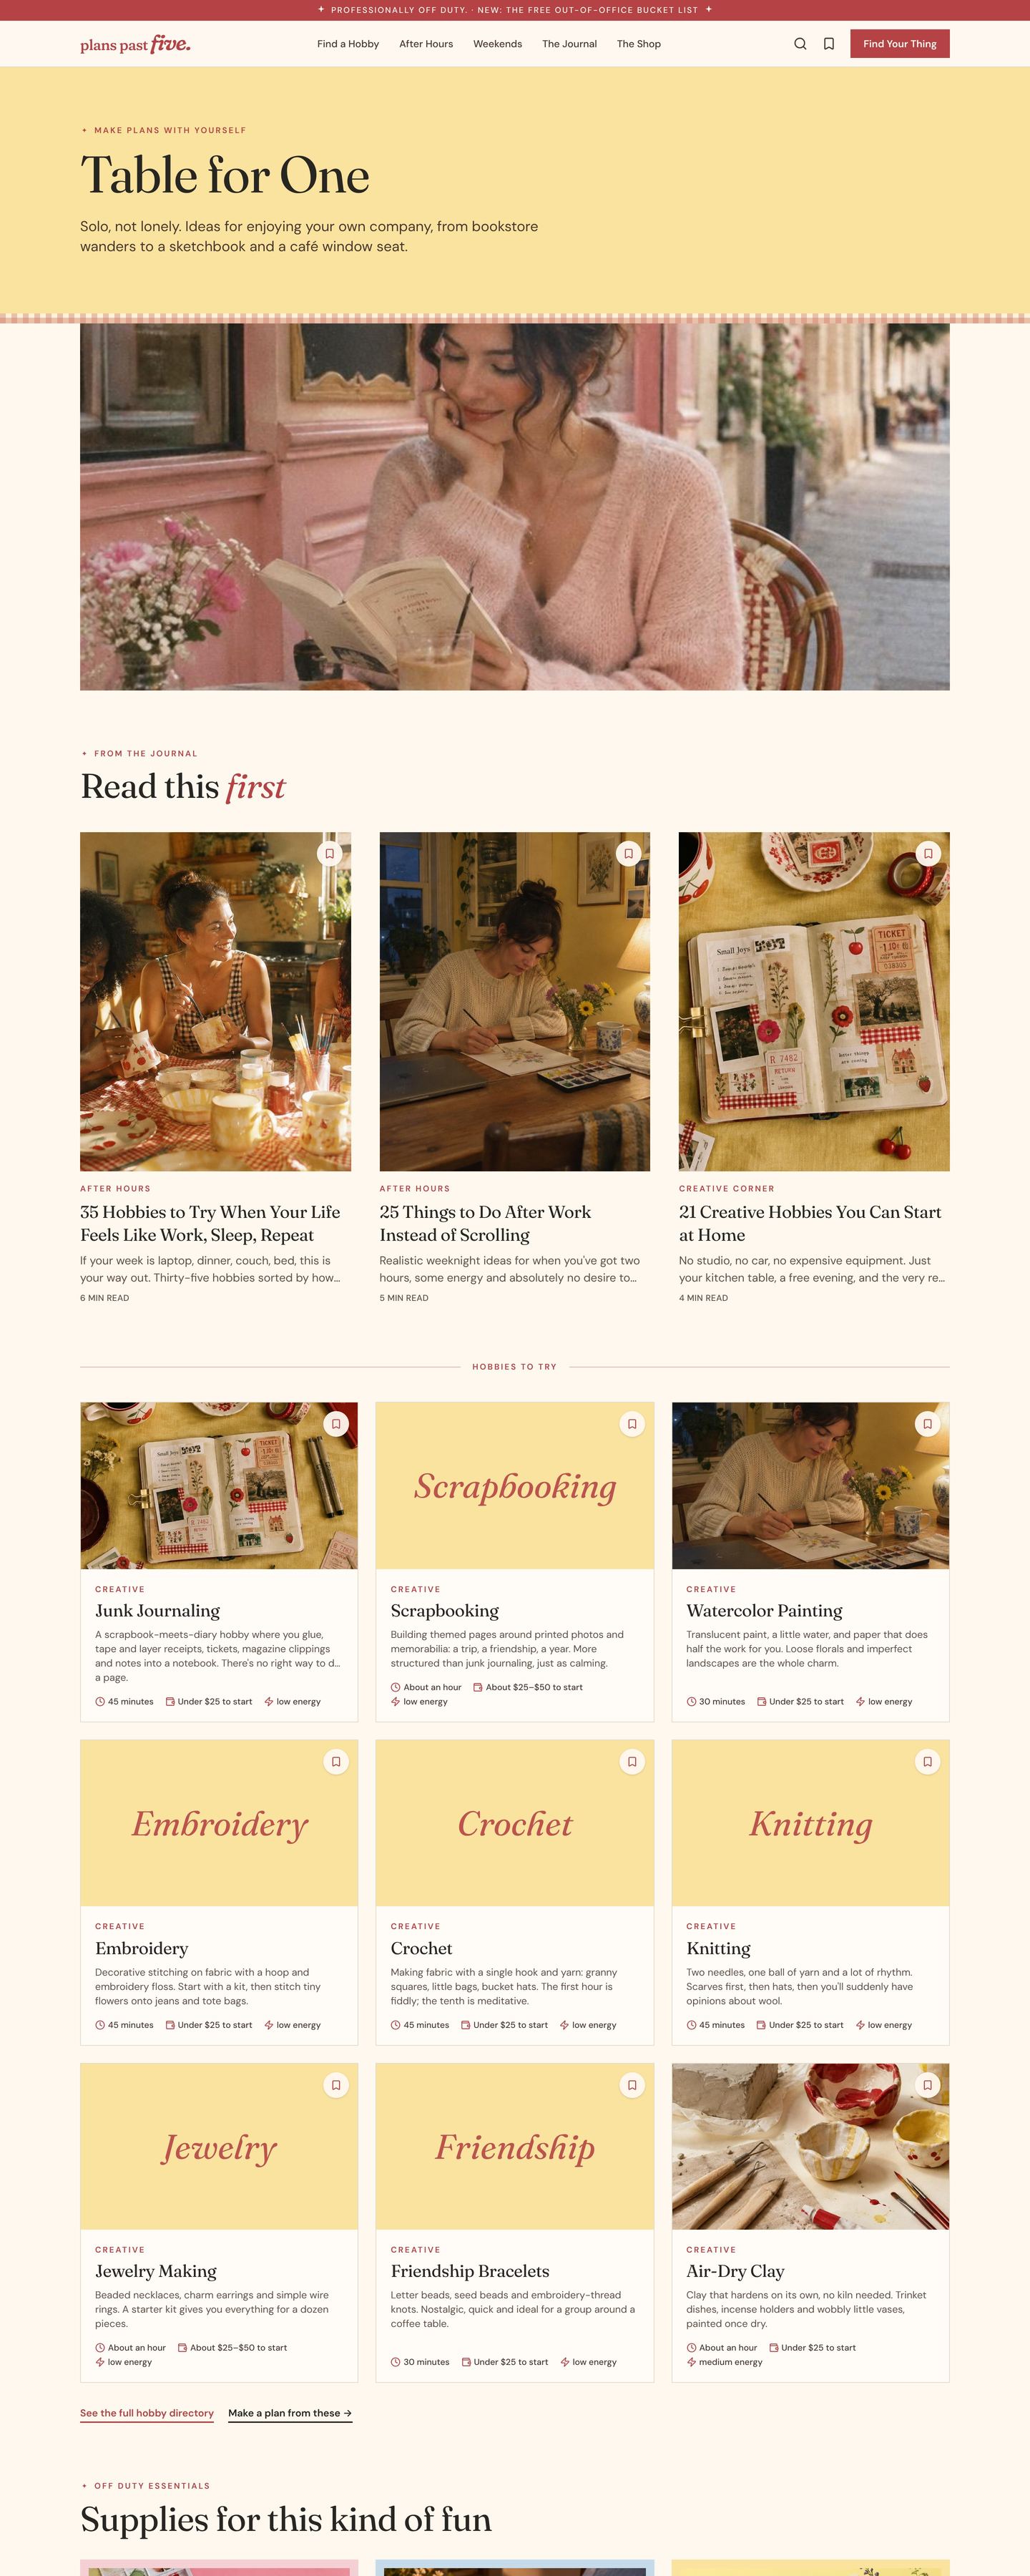 PROFESSIONALLY OFF DUTY. · NEW: THE FREE OUT-OF-OFFICE BUCKET LIST
plans past five.
Find a Hobby
After Hours
Weekends
The Journal
The Shop
Find Your Thing
MAKE PLANS WITH YOURSELF
Table for One
Solo, not lonely. Ideas for enjoying your own company, from bookstore
wanders to a sketchbook and a café window seat.
FROM THE JOURNAL
Read this first
AFTER HOURS
35 Hobbies to Try When Your Life
Feels Like Work, Sleep, Repeat
If your week is laptop, dinner, couch, bed, this is
your way out. Thirty-five hobbies sorted by how...
6 MIN READ
AFTER HOURS
25 Things to Do After Work
Instead of Scrolling
Realistic weeknight ideas for when you've got two
hours, some energy and absolutely no desire to...
5 MIN READ
Small Joys
TICKET
R. 7482
RETURN
CREATIVE CORNER
21 Creative Hobbies You Can Start
at Home
No studio, no car, no expensive equipment. Just
your kitchen table, a free evening, and the very re...
4 MIN READ
HOBBIES TO TRY
Small Joys
TICKET
CREATIVE
Junk Journaling
A scrapbook-meets-diary hobby where you glue,
tape and layer receipts, tickets, magazine clippings
and notes into a notebook. There's no right way to d...
a page.
45 minutes
Under $25 to start
low energy
Scrapbooking
CREATIVE
Scrapbooking
Building themed pages around printed photos and
memorabilia: a trip, a friendship, a year. More
structured than junk journaling, just as calming.
About an hour
About $25–$50 to start
low energy
CREATIVE
Watercolor Painting
Translucent paint, a little water, and paper that does
half the work for you. Loose florals and imperfect
landscapes are the whole charm.
30 minutes
Under $25 to start
low energy
Embroidery
CREATIVE
Embroidery
Decorative stitching on fabric with a hoop and
embroidery floss. Start with a kit, then stitch tiny
flowers onto jeans and tote bags.
45 minutes
Under $25 to start
low energy
Crochet
CREATIVE
Crochet
Making fabric with a single hook and yarn: granny
squares, little bags, bucket hats. The first hour is
fiddly; the tenth is meditative.
45 minutes
Under $25 to start
low energy
Knitting
CREATIVE
Knitting
Two needles, one ball of yarn and a lot of rhythm.
Scarves first, then hats, then you'll suddenly have
opinions about wool.
45 minutes
Under $25 to start
low energy
Jewelry
CREATIVE
Jewelry Making
Beaded necklaces, charm earrings and simple wire
rings. A starter kit gives you everything for a dozen
pieces.
About an hour
About $25–$50 to start
low energy
Friendship
CREATIVE
Friendship Bracelets
Letter beads, seed beads and embroidery-thread
knots. Nostalgic, quick and ideal for a group around a
coffee table.
30 minutes
Under $25 to start
low energy
CREATIVE
Air-Dry Clay
Clay that hardens on its own, no kiln needed. Trinket
dishes, incense holders and wobbly little vases,
painted once dry.
About an hour
Under $25 to start
medium energy
See the full hobby directory
Make a plan from these →
OFF DUTY ESSENTIALS
Supplies for this kind of fun